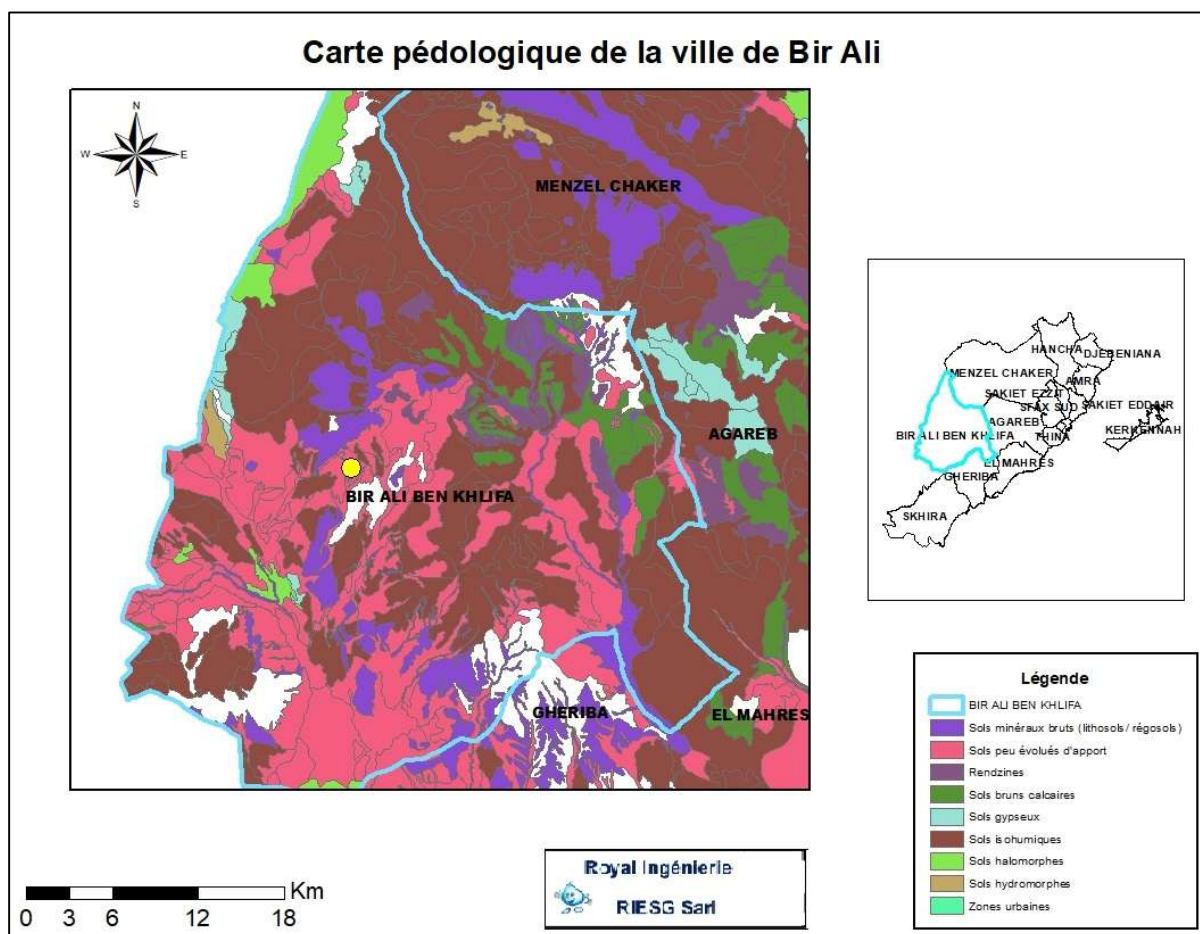 Carte pédologique de la ville de Bir Ali
N
W
E
S
MENZEL CHAKER
AGAREB
BIR ALI BEN KHLIFA
GHERIBA
EL MAHRES
HANCHA
DJEBENIANA
MENZEL CHAKER
AMRA
SAKIET EZZIT
SFAX SUD
SAKIET EDDAIR
AGAREB
KERKENNAH
BIR ALI BEN KHLIFA
THINA
EL MAHRES
GHERIBA
SKHIRA
Légende
BIR ALI BEN KHLIFA
Sols minéraux bruts (lithosols / régosols)
Sols peu évolués d'apport
Rendzines
Sols bruns calcaires
Sols gypseux
Sols isohumiques
Sols halomorphes
Sols hydromorphes
Zones urbaines
Km
0 3 6 12 18
Royal Ingénierie
RIESG Sarl